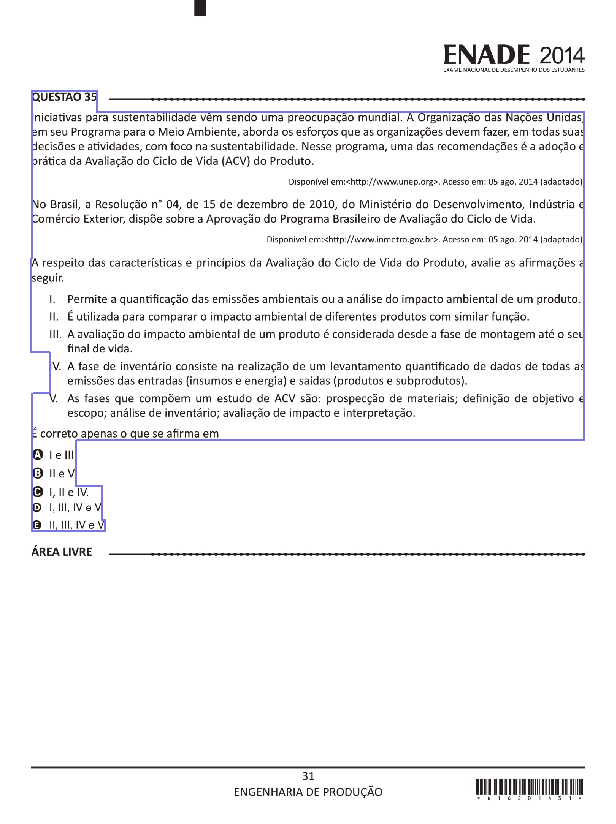 ENADE 2014
EXAME NACIONAL DE DESEMPENHO DOS ESTUDANTES
QUESTÃO 35
Iniciativas para sustentabilidade vêm sendo uma preocupação mundial. A Organização das Nações Unidas,
em seu Programa para o Meio Ambiente, aborda os esforços que as organizações devem fazer, em todas suas
decisões e atividades, com foco na sustentabilidade. Nesse programa, uma das recomendações é a adoção e
prática da Avaliação do Ciclo de Vida (ACV) do Produto.
Disponível em:<http://www.unep.org>. Acesso em: 05 ago. 2014 (adaptado)
No Brasil, a Resolução n° 04, de 15 de dezembro de 2010, do Ministério do Desenvolvimento, Indústria e
Comércio Exterior, dispõe sobre a Aprovação do Programa Brasileiro de Avaliação do Ciclo de Vida.
Disponível em:<http://www.inmetro.gov.br>. Acesso em: 05 ago. 2014 (adaptado)
A respeito das características e princípios da Avaliação do Ciclo de Vida do Produto, avalie as afirmações a
seguir.
I. Permite a quantificação das emissões ambientais ou a análise do impacto ambiental de um produto.
II. É utilizada para comparar o impacto ambiental de diferentes produtos com similar função.
III. A avaliação do impacto ambiental de um produto é considerada desde a fase de montagem até o seu
final de vida.
IV. A fase de inventário consiste na realização de um levantamento quantificado de dados de todas as
emissões das entradas (insumos e energia) e saídas (produtos e subprodutos).
V. As fases que compõem um estudo de ACV são: prospecção de materiais; definição de objetivo e
escopo; análise de inventário; avaliação de impacto e interpretação.
É correto apenas o que se afirma em
A I e III
B II e V
C I, II e IV.
D I, III, IV e V
E II, III, IV e V
ÁREA LIVRE
31
ENGENHARIA DE PRODUÇÃO